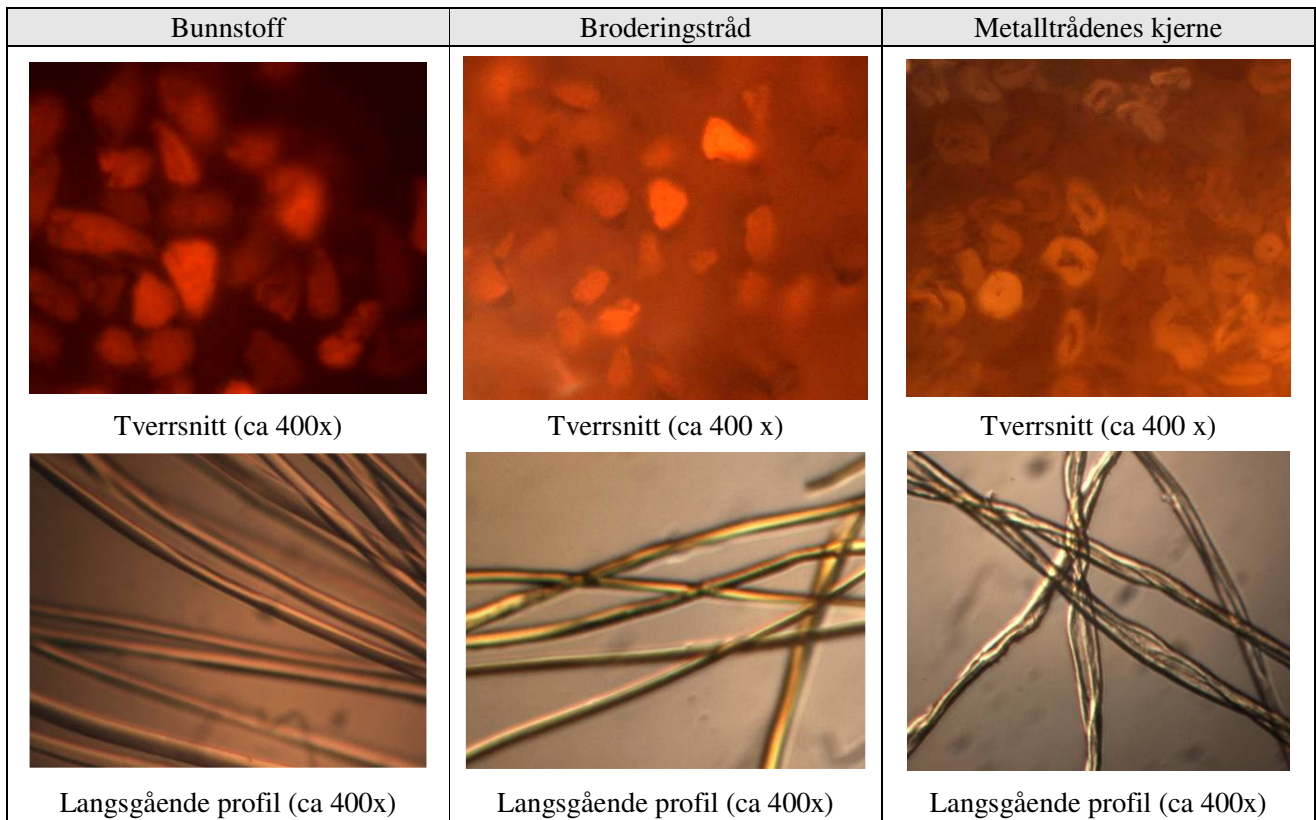 Bunnstoff
Broderingstråd
Metalltrådenes kjerne
Tverrsnitt (ca 400x)
Tverrsnitt (ca 400 x)
Tverrsnitt (ca 400 x)
Langsgående profil (ca 400x)
Langsgående profil (ca 400x)
Langsgående profil (ca 400x)